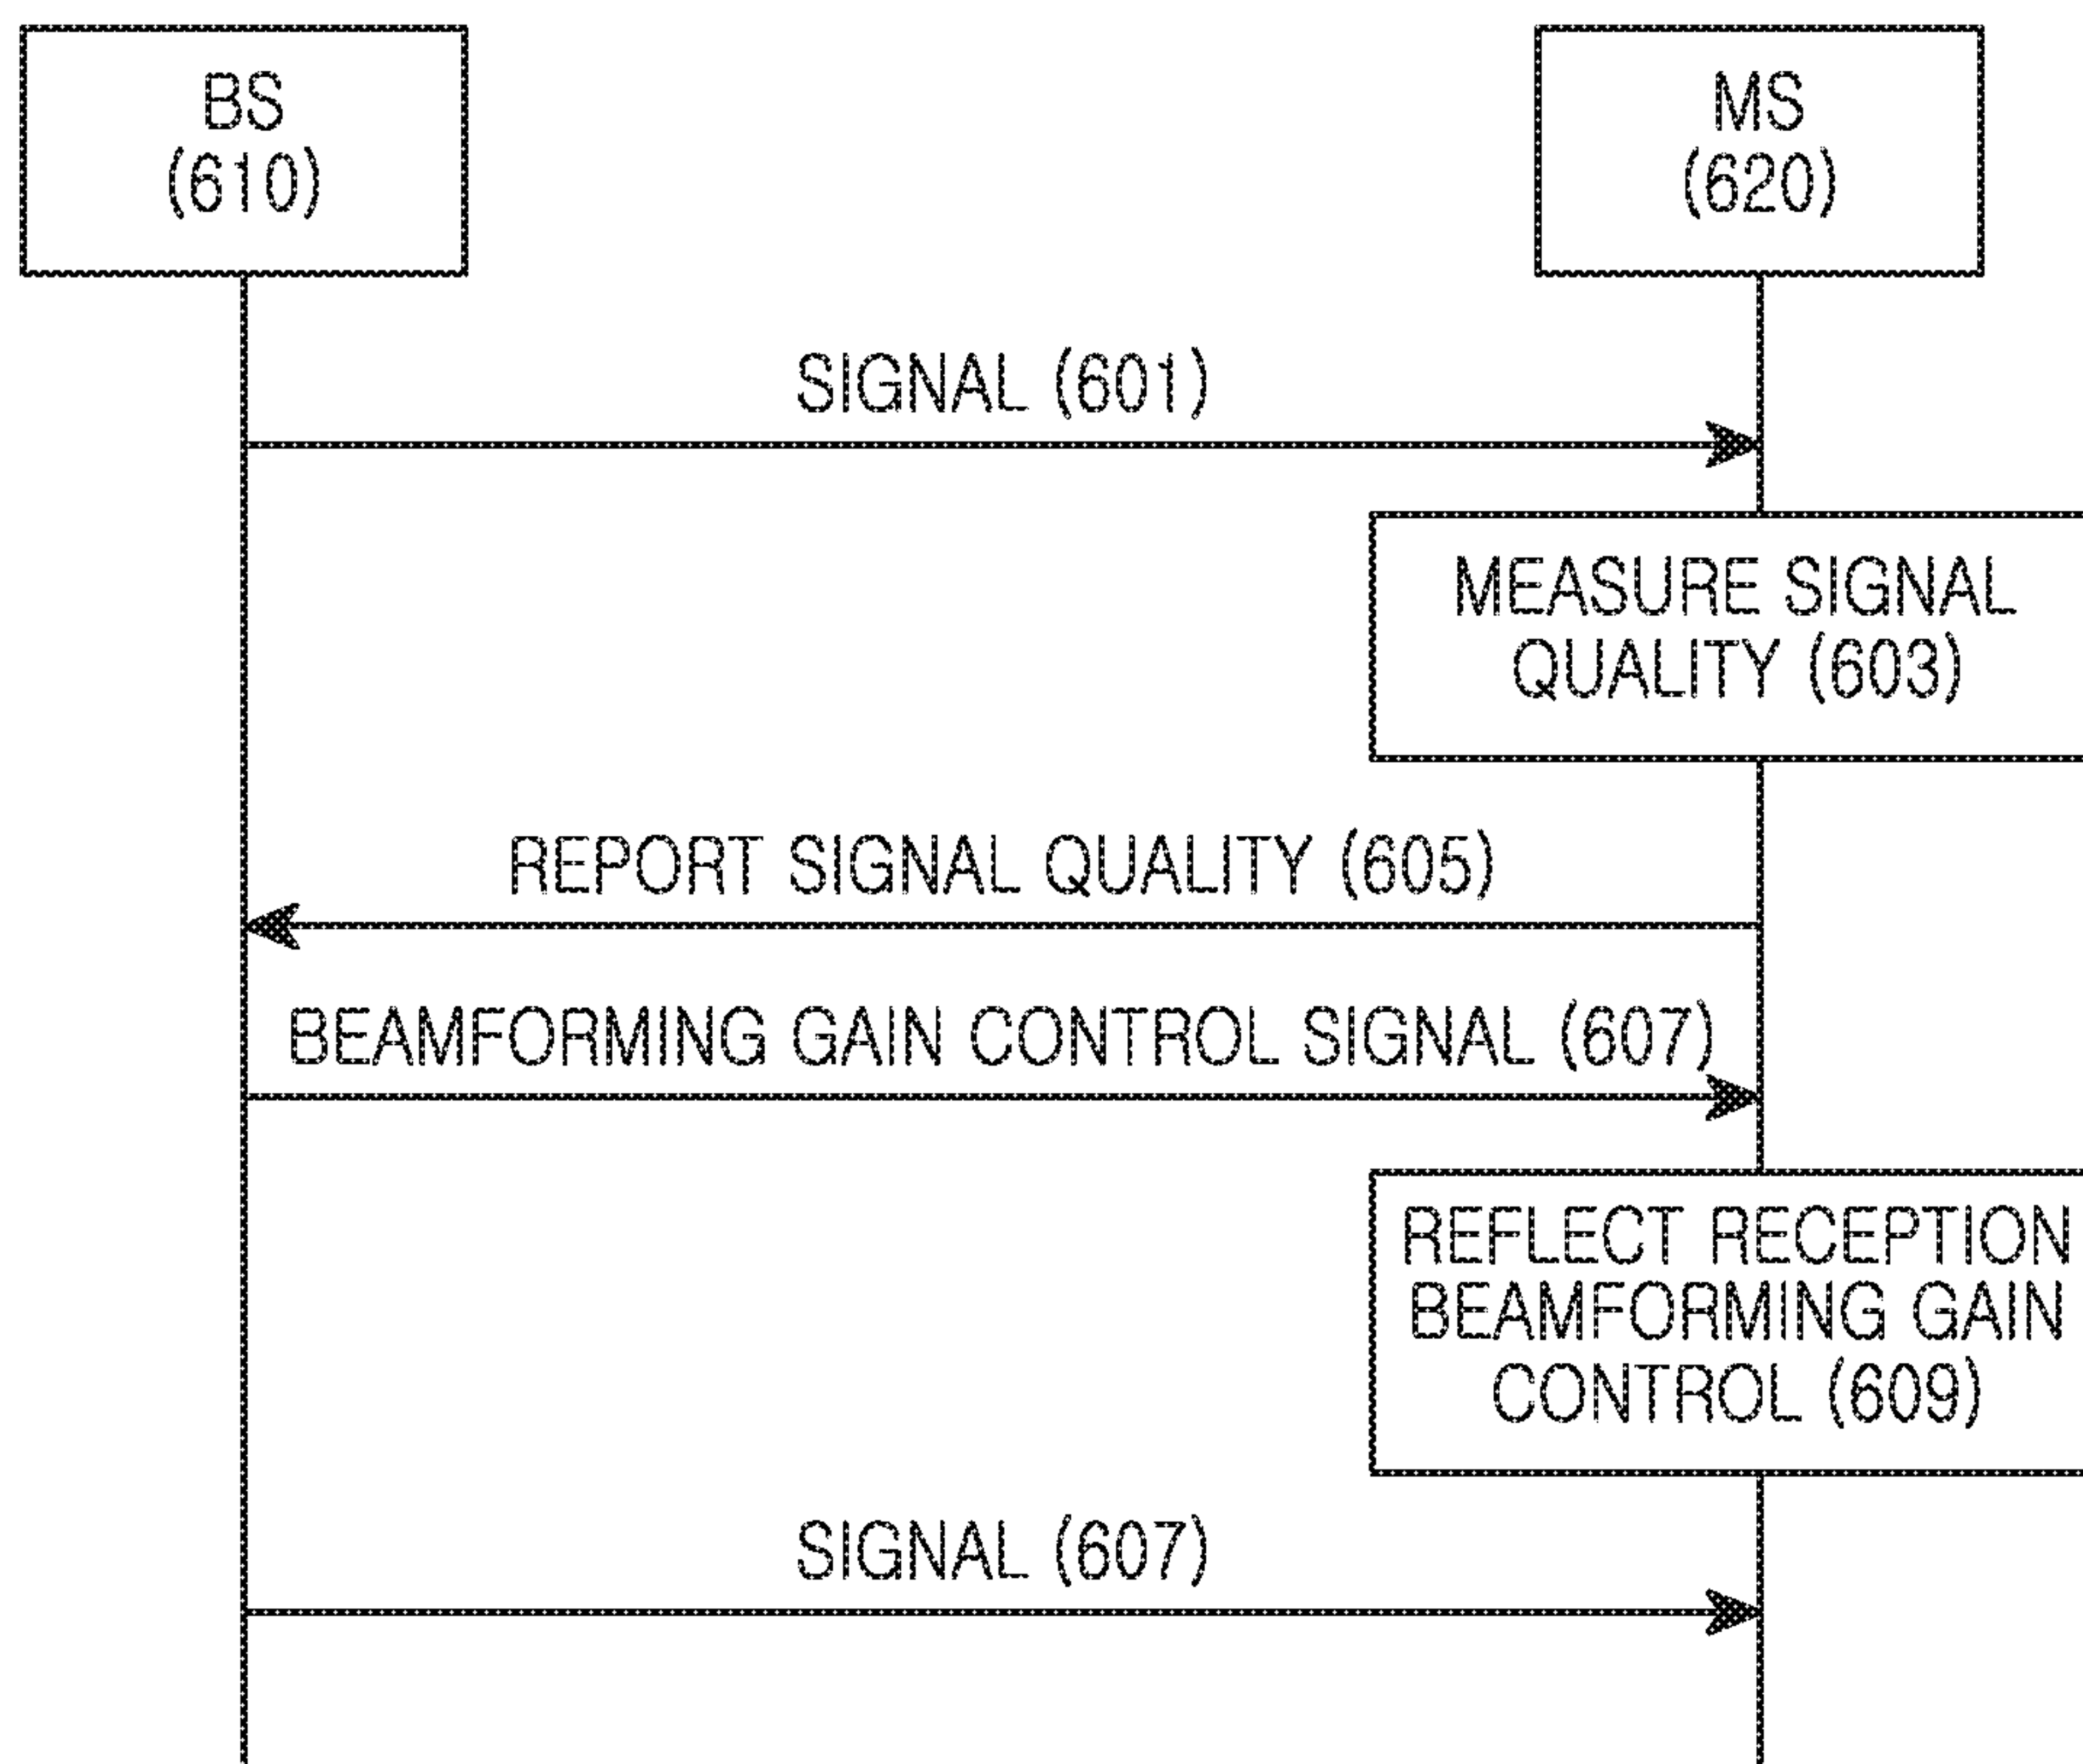 BS
(610)
MS
(620)
SIGNAL (601)
MEASURE SIGNAL
QUALITY (603)
REPORT SIGNAL QUALITY (605)
BEAMFORMING GAIN CONTROL SIGNAL (607)
REFLECT RECEPTION
BEAMFORMING GAIN
CONTROL (609)
SIGNAL (607)